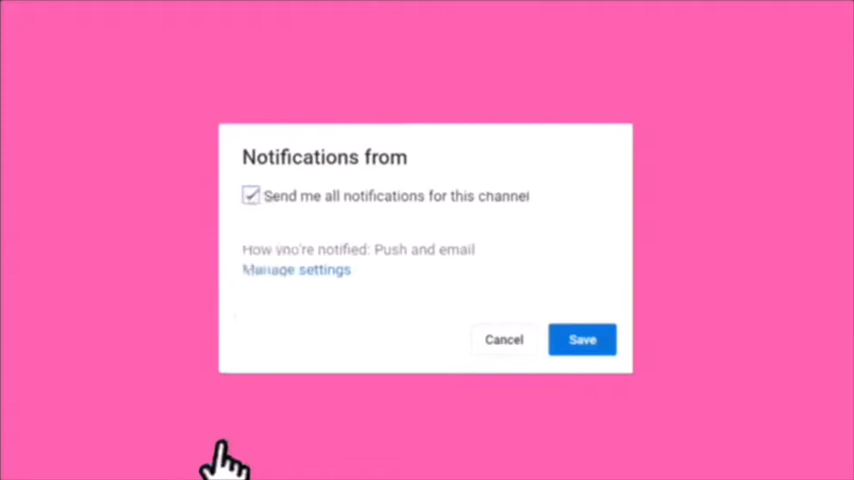 Notifications from
Send me all notifications for this channel
How you're notified: Push and email
Manage settings
Cancel
Save